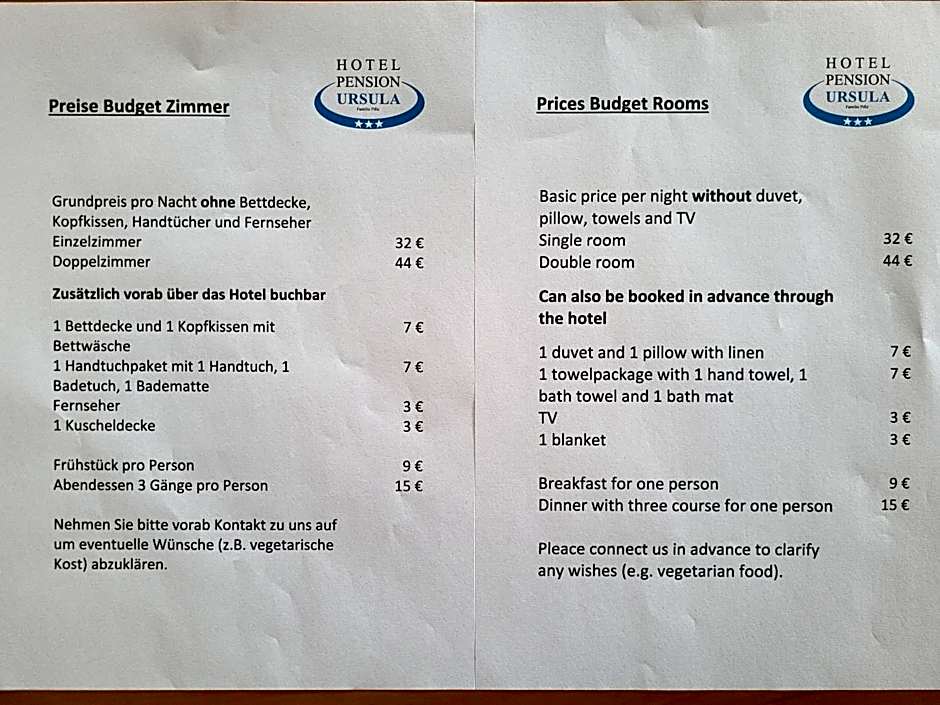 HOTEL
PENSION
URSULA
Preise Budget Zimmer
Grundpreis pro Nacht ohne Bettdecke,
Kopfkissen, Handtücher und Fernseher
Einzelzimmer 32 €
Doppelzimmer 44 €
Zusätzlich vorab über das Hotel buchbar
1 Bettdecke und 1 Kopfkissen mit 7 €
Bettwäsche
1 Handtuchpaket mit 1 Handtuch, 1 7 €
Badetuch, 1 Badematte
Fernseher 3 €
1 Kuscheldecke 3 €
Frühstück pro Person 9 €
Abendessen 3 Gänge pro Person 15 €
Nehmen Sie bitte vorab Kontakt zu uns auf
um eventuelle Wünsche (z.B. vegetarische
Kost) abzuklären.
HOTEL
PENSION
URSULA
Prices Budget Rooms
Basic price per night without duvet,
pillow, towels and TV
Single room 32 €
Double room 44 €
Can also be booked in advance through
the hotel
1 duvet and 1 pillow with linen 7 €
1 towelpackage with 1 hand towel, 1 7 €
bath towel and 1 bath mat
TV 3 €
1 blanket 3 €
Breakfast for one person 9 €
Dinner with three course for one person 15 €
Pleace connect us in advance to clarify
any wishes (e.g. vegetarian food).